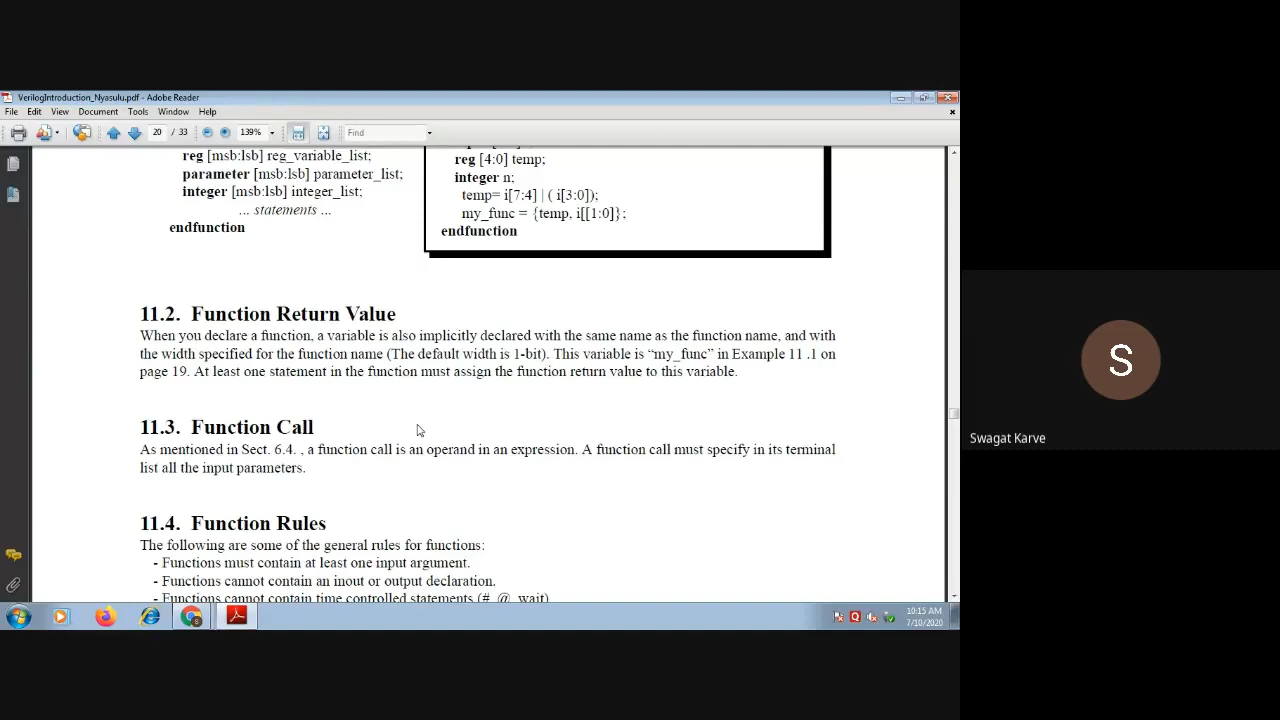 VerilogIntroduction_Nyasulu.pdf - Adobe Reader
File Edit View Document Tools Window Help
20 / 33 139% Find
reg [msb:lsb] reg_variable_list;
parameter [msb:lsb] parameter_list;
integer [msb:lsb] integer_list;
... statements ...
endfunction
reg [4:0] temp;
integer n;
temp= i[7:4] | ( i[3:0]);
my_func = {temp, i[[1:0]};
endfunction
11.2. Function Return Value
When you declare a function, a variable is also implicitly declared with the same name as the function name, and with
the width specified for the function name (The default width is 1-bit). This variable is “my_func” in Example 11 .1 on
page 19. At least one statement in the function must assign the function return value to this variable.
11.3. Function Call
As mentioned in Sect. 6.4. , a function call is an operand in an expression. A function call must specify in its terminal
list all the input parameters.
11.4. Function Rules
The following are some of the general rules for functions:
- Functions must contain at least one input argument.
- Functions cannot contain an inout or output declaration.
- Functions cannot contain time controlled statements (#, @, wait)
10:15 AM
7/10/2020
S
Swagat Karve